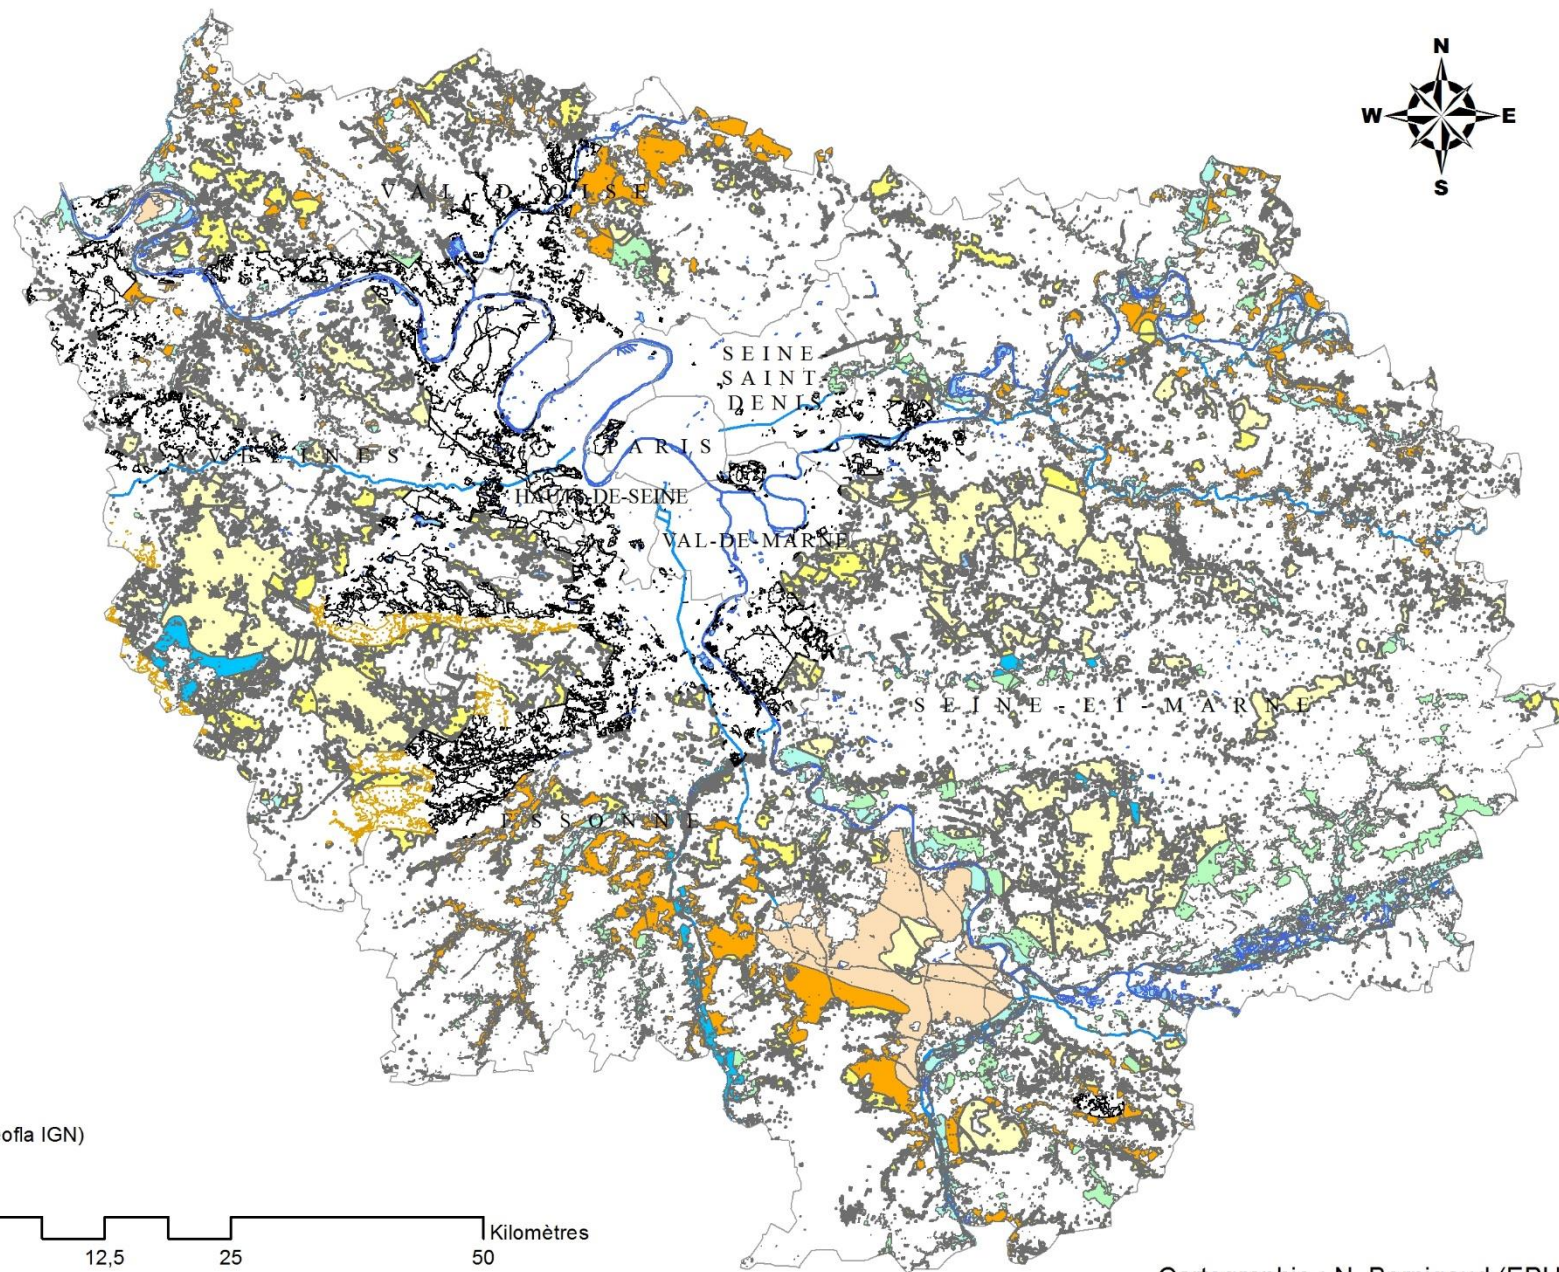 N
W E
S
VAL D'OISE
SEINE
SAINT
DENIS
PARIS
YVELINES
HAUTS-DE-SEINE
VAL-DE-MARNE
SEINE-ET-MARNE
ESSONNE
ofla IGN)
Kilomètres
12,5 25 50